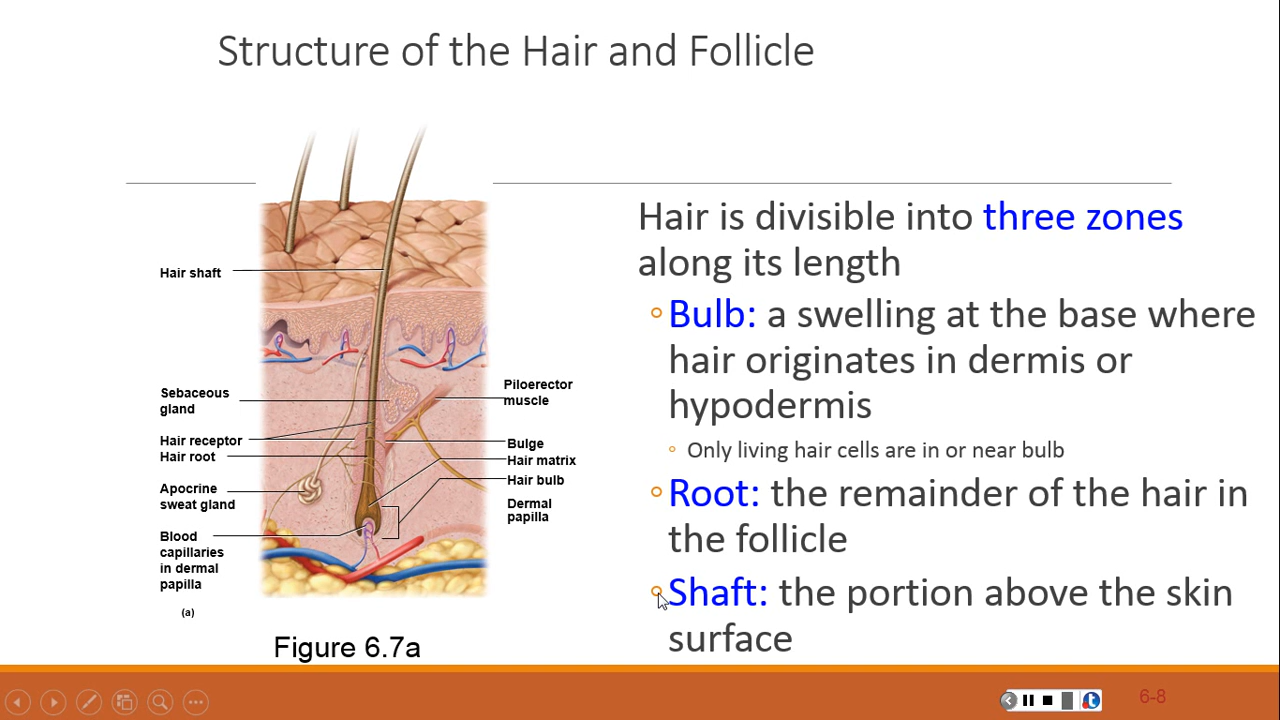 Structure of the Hair and Follicle
Hair shaft
Sebaceous
gland
Hair receptor
Hair root
Apocrine
sweat gland
Blood
capillaries
in dermal
papilla
(a)
Piloerector
muscle
Bulge
Hair matrix
Hair bulb
Dermal
papilla
Figure 6.7a
Hair is divisible into three zones
along its length
Bulb: a swelling at the base where
hair originates in dermis or
hypodermis
Only living hair cells are in or near bulb
Root: the remainder of the hair in
the follicle
Shaft: the portion above the skin
surface
6-8